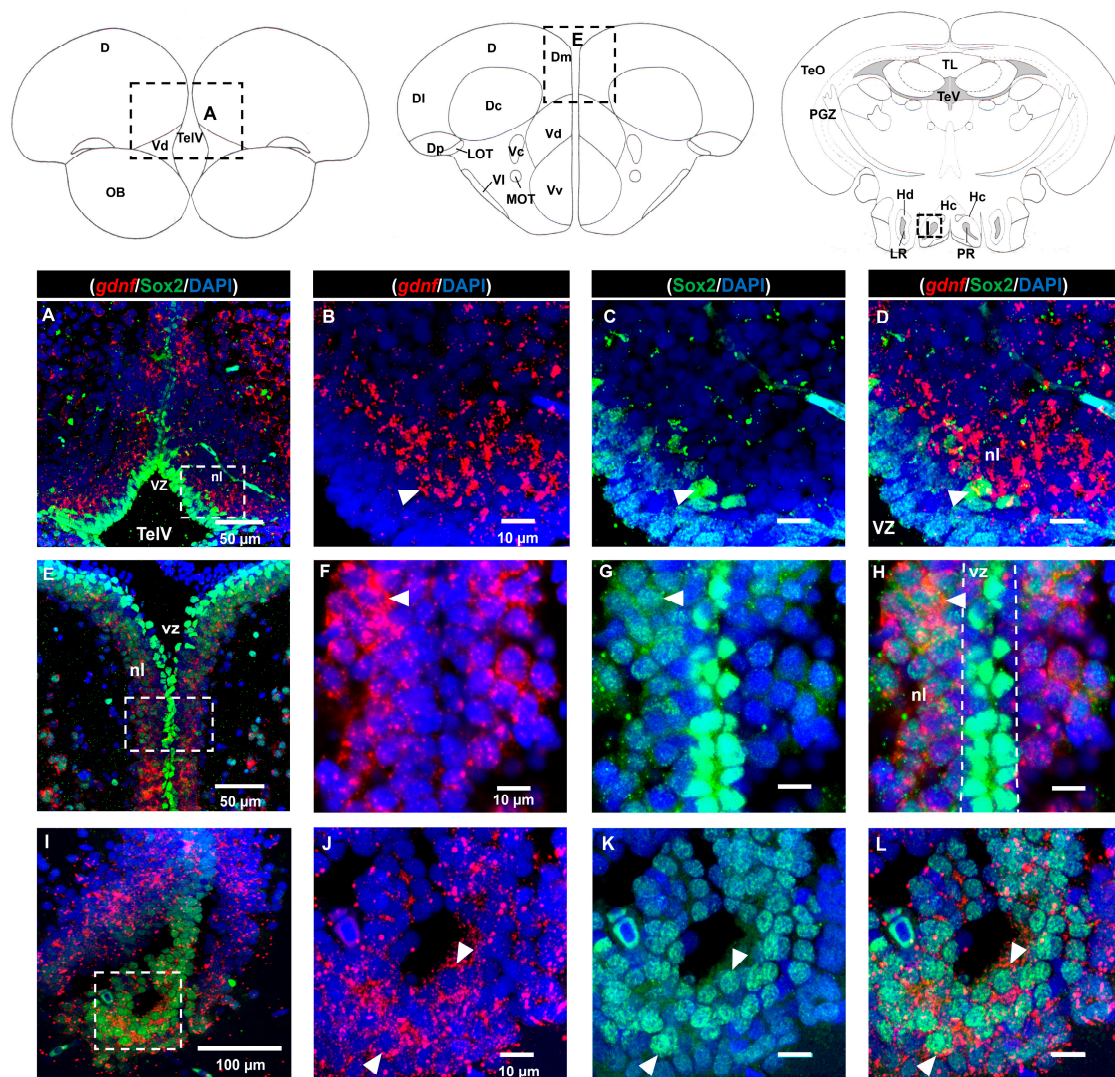 D
A
Vd
TelV
OB
E
D
Dm
Dl
Dc
Vd
Dp
LOT
Vc
Vl
MOT
Vv
TL
TeO
TeV
PGZ
Hd
Hc
Hc
I
LR
PR
(gdnf/Sox2/DAPI)
(gdnf/DAPI)
(Sox2/DAPI)
(gdnf/Sox2/DAPI)
A
vz
nl
TelV
50 µm
B
10 µm
C
D
nl
VZ
E
vz
nl
50 µm
F
10 µm
G
H
vz
nl
I
100 µm
J
10 µm
K
L